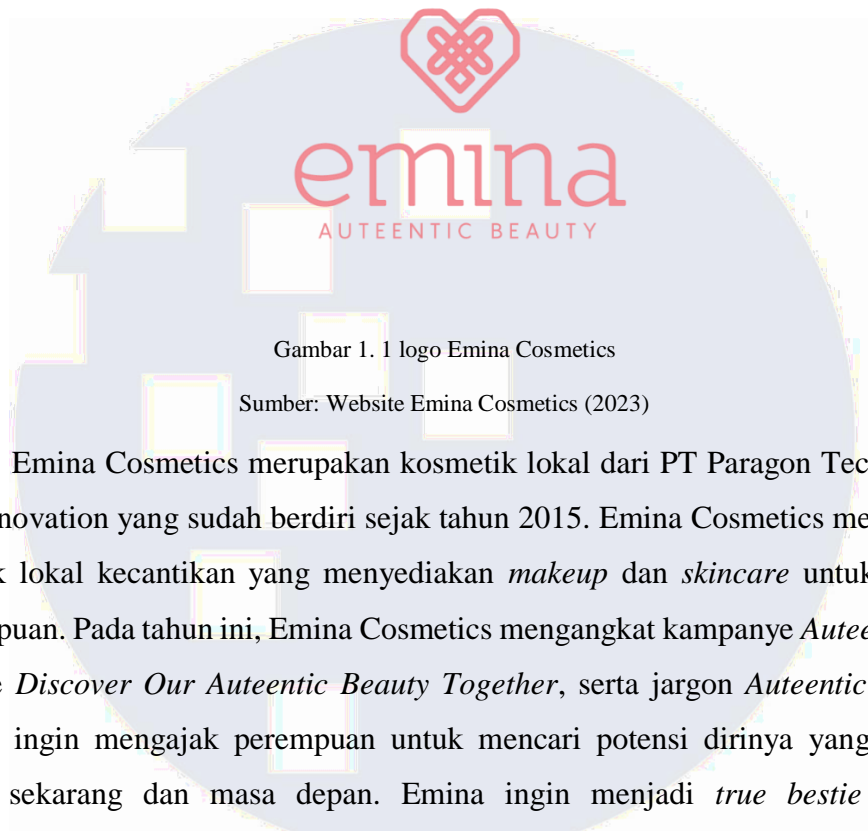 emina
AUTEENTIC BEAUTY
Gambar 1. 1 logo Emina Cosmetics
Sumber: Website Emina Cosmetics (2023)
Emina Cosmetics merupakan kosmetik lokal dari PT Paragon Tec
novation yang sudah berdiri sejak tahun 2015. Emina Cosmetics me
k lokal kecantikan yang menyediakan makeup dan skincare untuk
puan. Pada tahun ini, Emina Cosmetics mengangkat kampanye Autee
Discover Our Auteentic Beauty Together, serta jargon Auteentic
ingin mengajak perempuan untuk mencari potensi dirinya yang
sekarang dan masa depan. Emina ingin menjadi true bestie